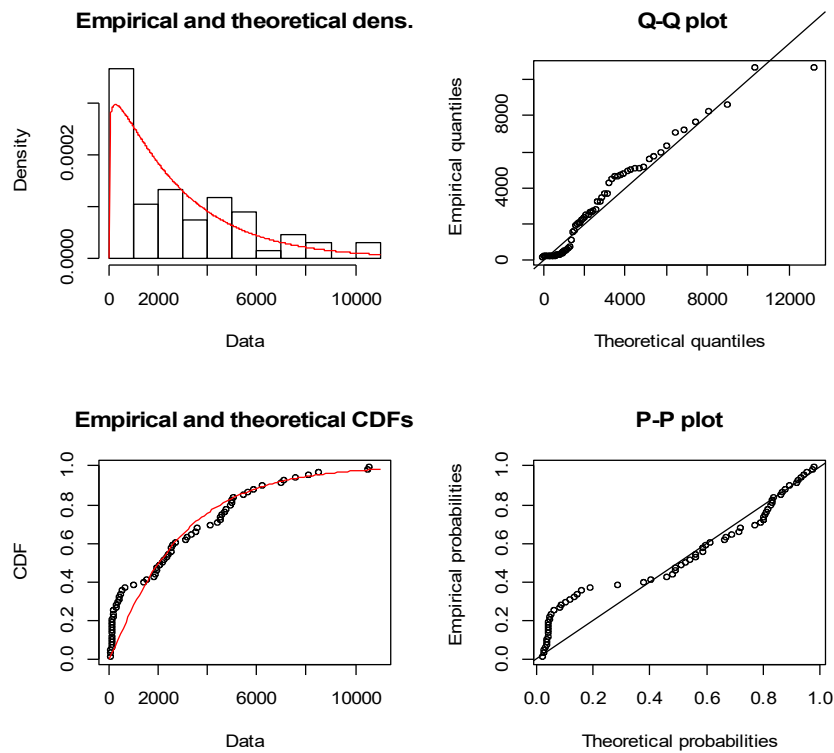 Empirical and theoretical dens.
Density
0.0002
0.0000
0 2000 6000 10000
Data
Q-Q plot
Empirical quantiles
8000
4000
0
0 4000 8000 12000
Theoretical quantiles
Empirical and theoretical CDFs
CDF
1.0
0.8
0.6
0.4
0.2
0.0
0 2000 6000 10000
Data
P-P plot
Empirical probabilities
1.0
0.8
0.6
0.4
0.2
0.0
0.0 0.2 0.4 0.6 0.8 1.0
Theoretical probabilities